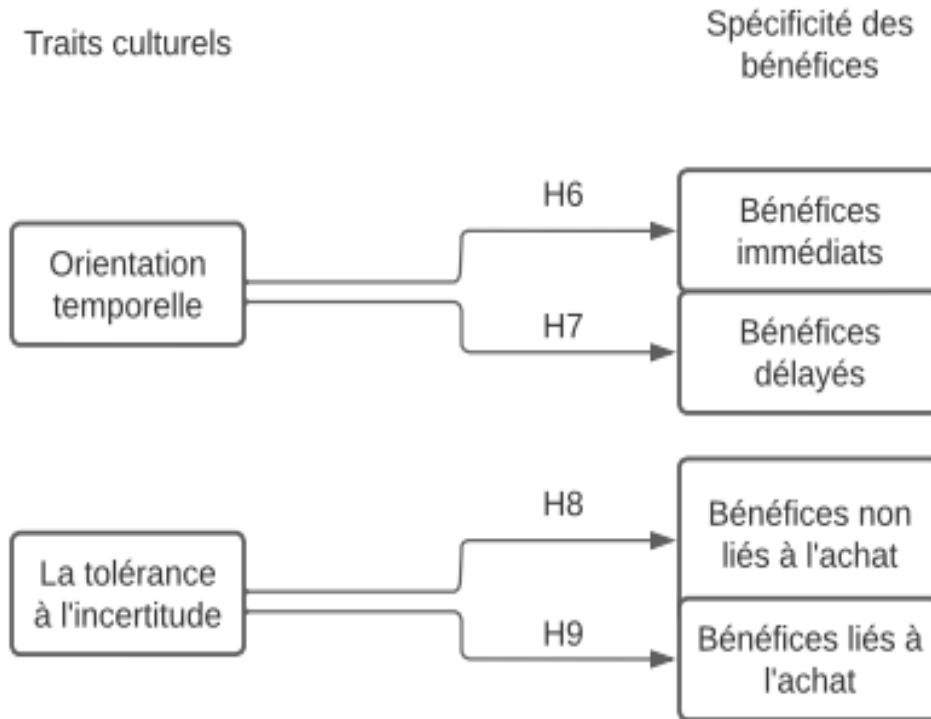 Traits culturels
Spécificité des
bénéfices
Orientation
temporelle
H6
Bénéfices
immédiats
H7
Bénéfices
délayés
La tolérance
à l'incertitude
H8
Bénéfices non
liés à l'achat
H9
Bénéfices liés à
l'achat